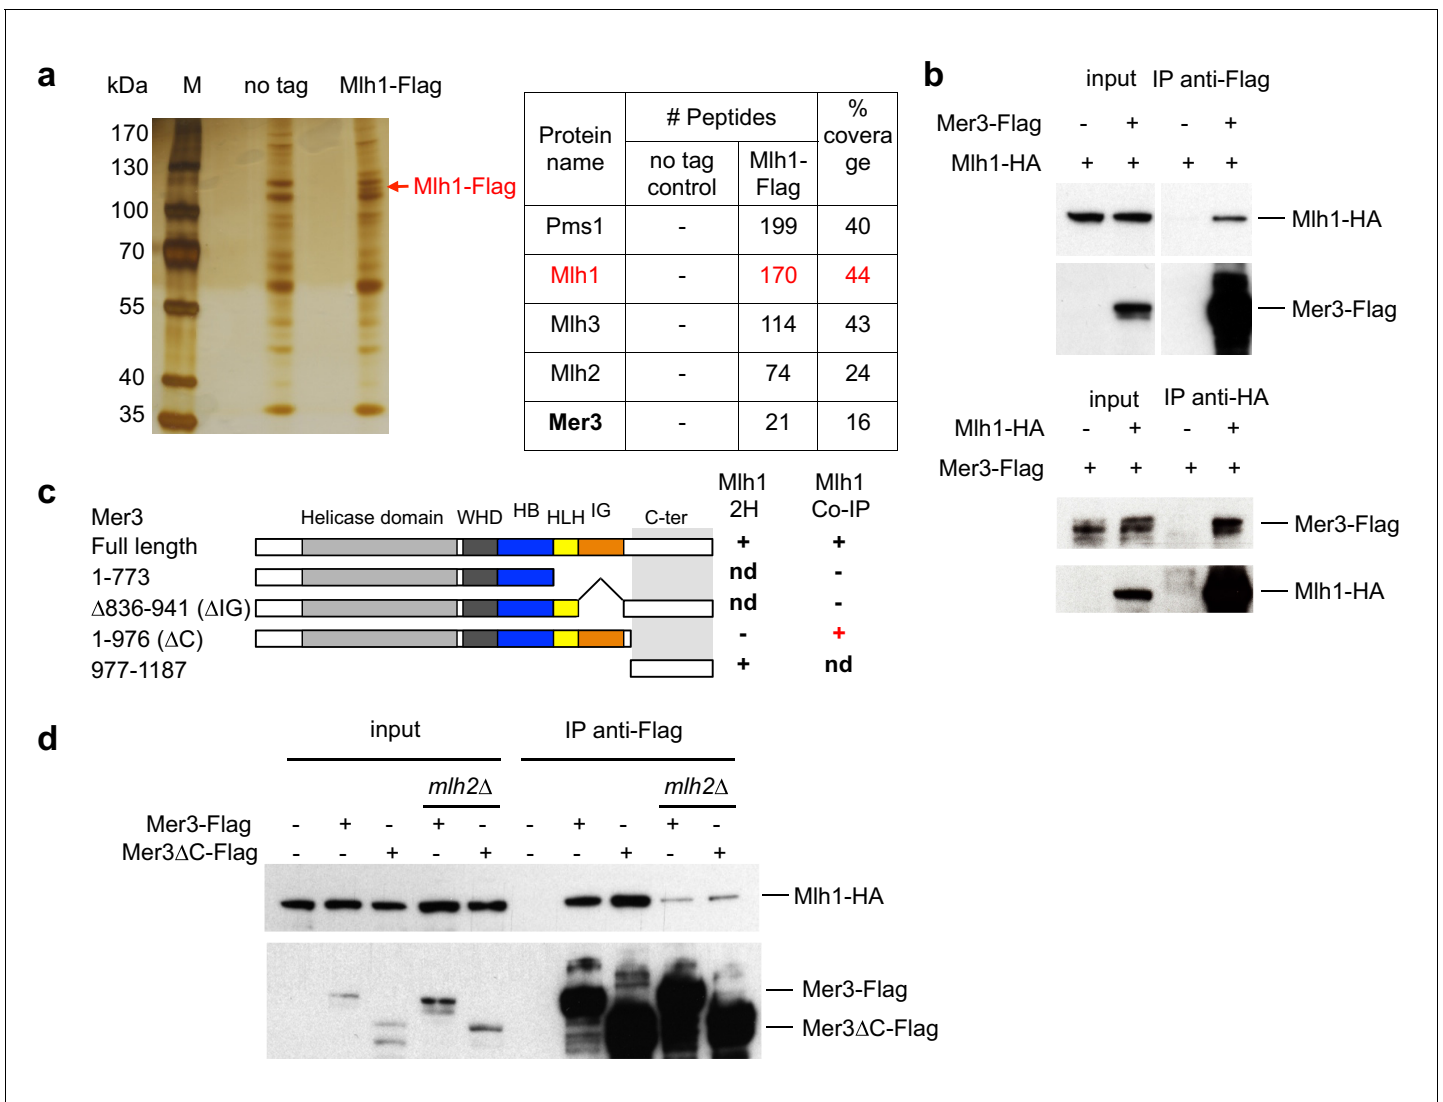 a
kDa M no tag Mlh1-Flag
170
130
100
70
55
40
35
Mlh1-Flag
Protein name # Peptides % covera ge
no tag control Mlh1- Flag
Pms1 - 199 40
Mlh1 - 170 44
Mlh3 - 114 43
Mlh2 - 74 24
Mer3 - 21 16
b
input IP anti-Flag
Mer3-Flag - + - +
Mlh1-HA + + + +
Mlh1-HA
Mer3-Flag
input IP anti-HA
Mlh1-HA - + - +
Mer3-Flag + + + +
Mer3-Flag
Mlh1-HA
c
Mlh1 2H Mlh1 Co-IP
Mer3 Helicase domain WHD HB HLH IG C-ter
Full length + +
1-773 nd -
Δ836-941 (ΔIG) nd -
1-976 (ΔC) - +
977-1187 + nd
d
input IP anti-Flag
mlh2Δ mlh2Δ
Mer3-Flag - + - + - - + - + -
Mer3ΔC-Flag - - + - + - - + - +
Mlh1-HA
Mer3-Flag
Mer3ΔC-Flag